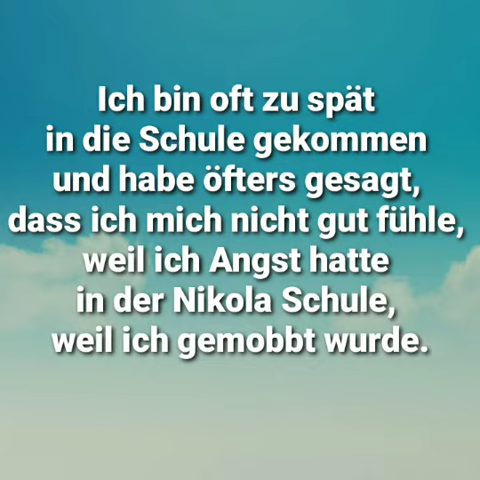 Ich bin oft zu spät
in die Schule gekommen
und habe öfters gesagt,
dass ich mich nicht gut fühle,
weil ich Angst hatte
in der Nikola Schule,
weil ich gemobbt wurde.